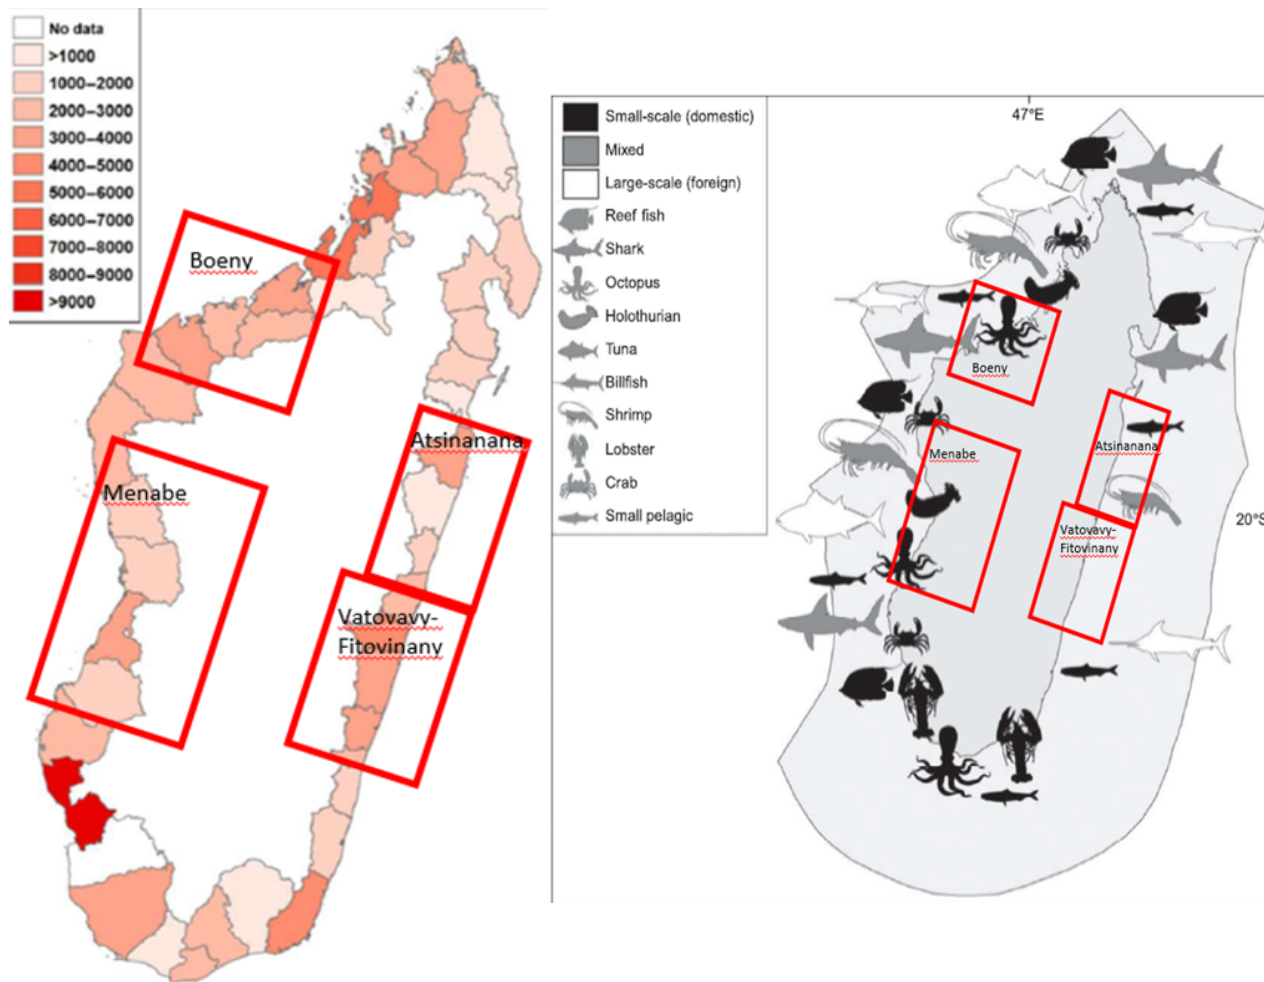 No data
>1000
1000–2000
2000–3000
3000–4000
4000–5000
5000–6000
6000–7000
7000–8000
8000–9000
>9000
Boeny
Menabe
Atsinanana
Vatovavy-
Fitovinany
Small-scale (domestic)
Mixed
Large-scale (foreign)
Reef fish
Shark
Octopus
Holothurian
Tuna
Billfish
Shrimp
Lobster
Crab
Small pelagic
47°E
20°S
Boeny
Menabe
Atsinanana
Vatovavy-
Fitovinany